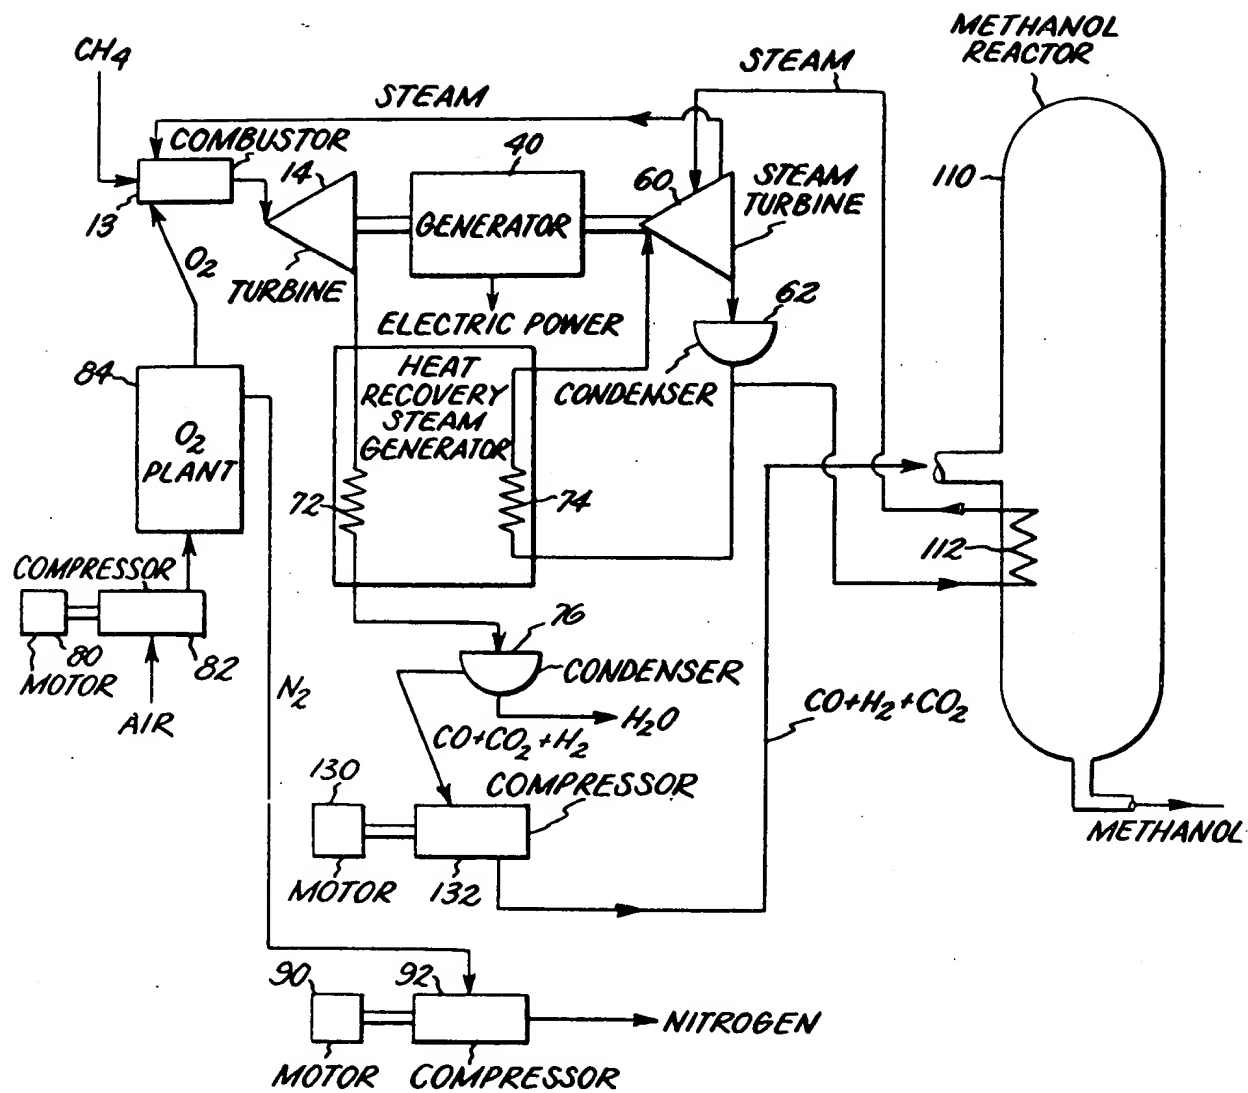 METHANOL
REACTOR
CH4
STEAM
STEAM
COMBUSTOR
40
14
60
STEAM
TURBINE
110
13
GENERATOR
O2
TURBINE
62
ELECTRIC POWER
84
HEAT
RECOVERY
STEAM
GENERATOR
CONDENSER
O2
PLANT
72
74
112
COMPRESSOR
76
80
82
MOTOR
CONDENSER
AIR
N2
H2O
CO+H2+CO2
CO+CO2+H2
130
COMPRESSOR
METHANOL
MOTOR
132
90
92
NITROGEN
MOTOR
COMPRESSOR